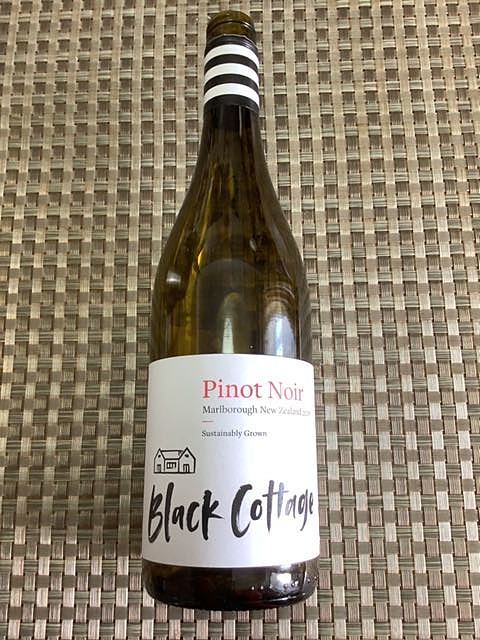 Pinot Noir
Marlborough New Zealand
Sustainably Grown
Black Cottage